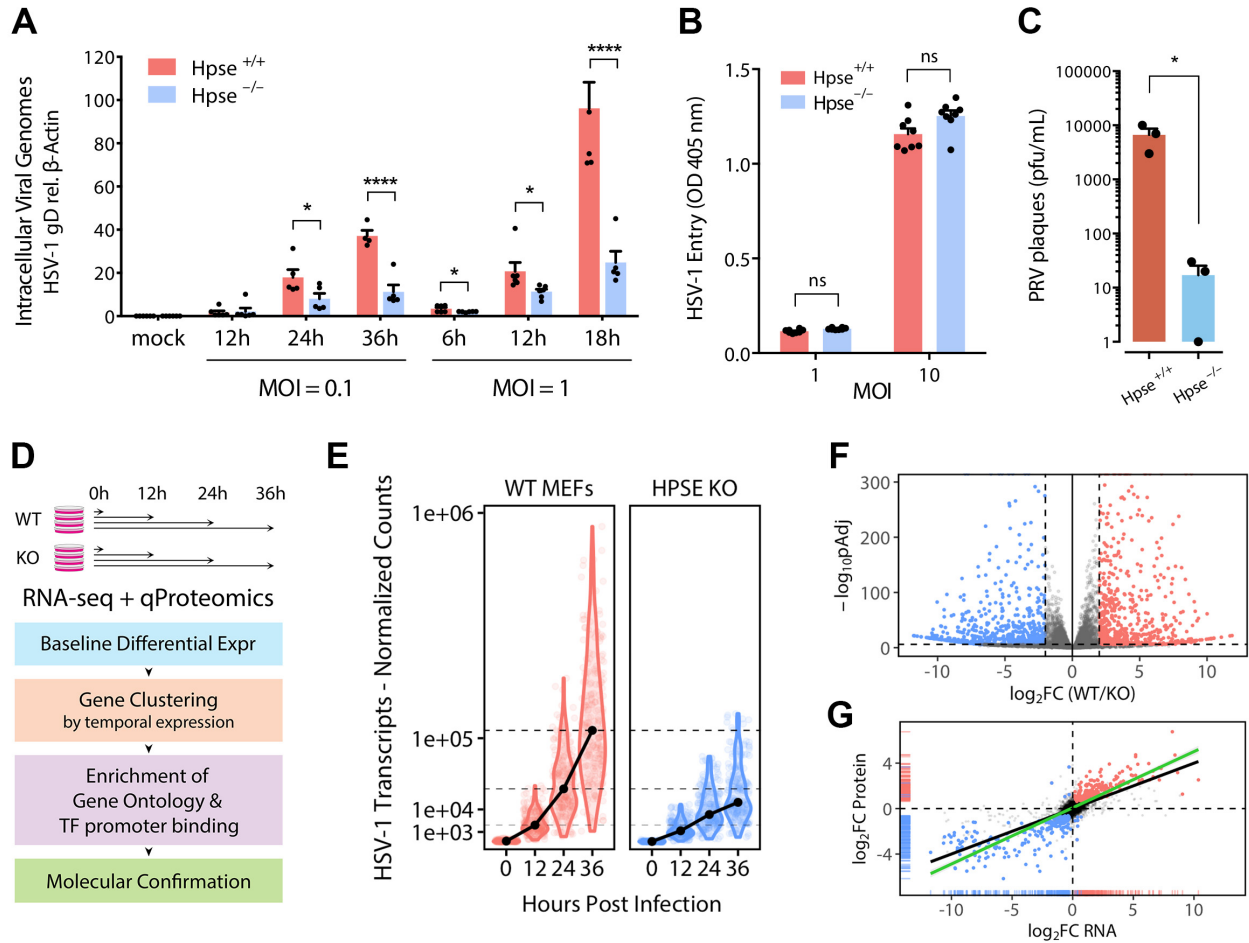 A
Intracellular Viral Genomes
HSV-1 gD rel. β-Actin
120
100
80
60
40
20
0
Hpse +/+
Hpse −/−
*
****
*
*
****
mock 12h 24h 36h 6h 12h 18h
MOI = 0.1 MOI = 1
B
HSV-1 Entry (OD 405 nm)
1.5
1.0
0.5
0.0
Hpse+/+
Hpse−/−
ns
ns
1 10
MOI
C
PRV plaques (pfu/mL)
100000
10000
1000
100
10
1
*
Hpse+/+ Hpse−/−
D
0h 12h 24h 36h
WT
KO
RNA-seq + qProteomics
Baseline Differential Expr
Gene Clustering
by temporal expression
Enrichment of
Gene Ontology &
TF promoter binding
Molecular Confirmation
E
WT MEFs HPSE KO
HSV-1 Transcripts - Normalized Counts
1e+06
1e+05
1e+04
1e+03
0 12 24 36 0 12 24 36
Hours Post Infection
F
−log10pAdj
300
200
100
0
-10 -5 0 5 10
log2FC (WT/KO)
G
log2FC Protein
4
0
-4
-10 -5 0 5 10
log2FC RNA